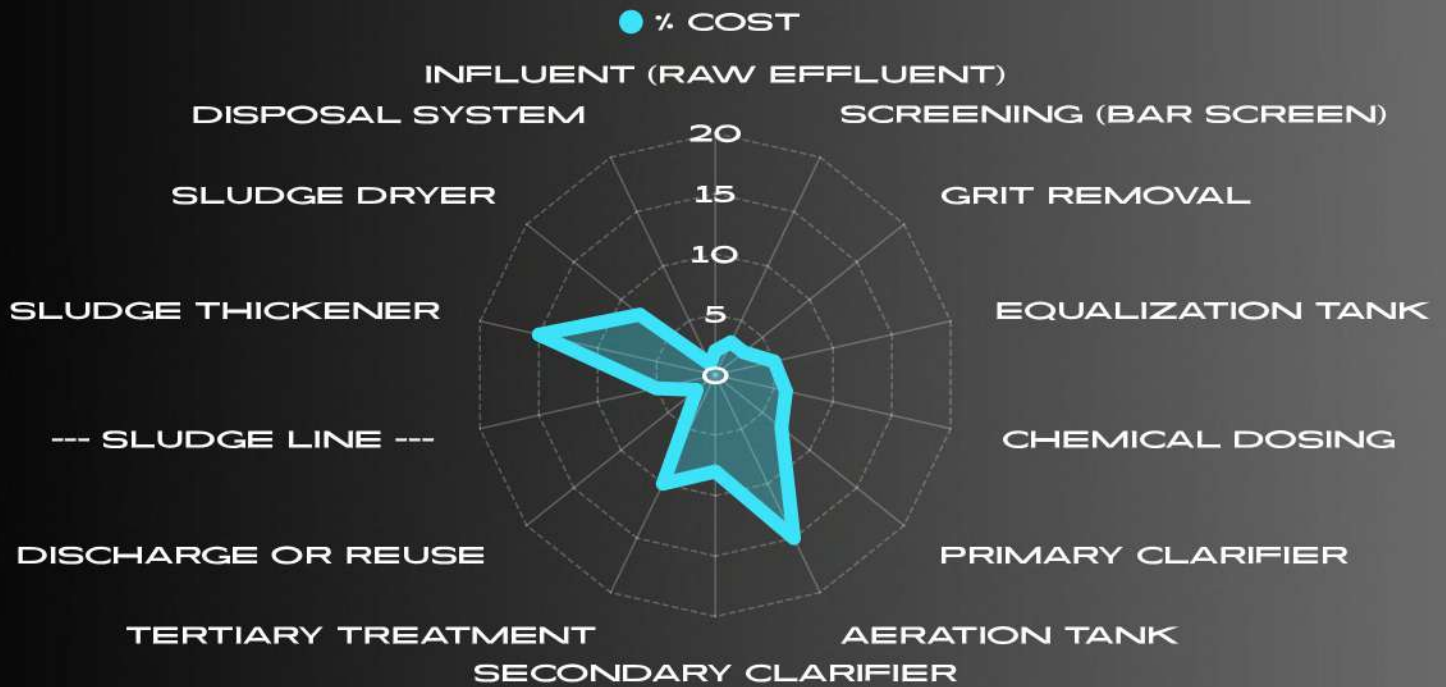 % COST
INFLUENT (RAW EFFLUENT)
DISPOSAL SYSTEM
SCREENING (BAR SCREEN)
20
SLUDGE DRYER
15
GRIT REMOVAL
10
SLUDGE THICKENER
5
EQUALIZATION TANK
0
--- SLUDGE LINE ---
CHEMICAL DOSING
DISCHARGE OR REUSE
PRIMARY CLARIFIER
TERTIARY TREATMENT
AERATION TANK
SECONDARY CLARIFIER